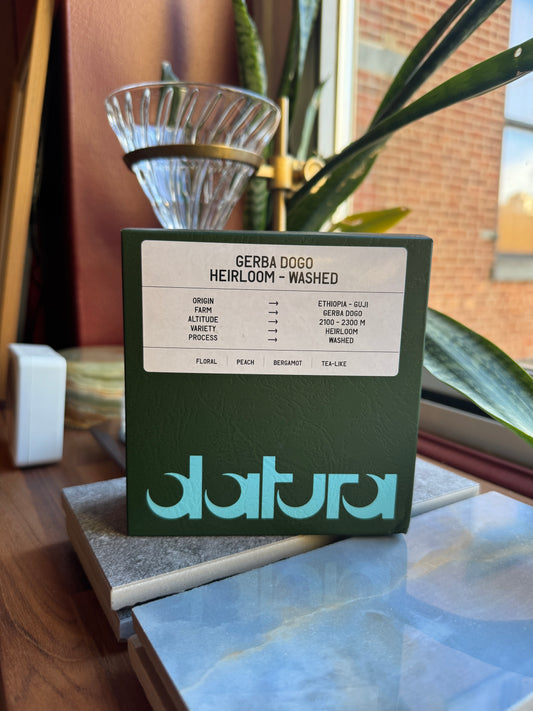 GERBA DOGO
HEIRLOOM - WASHED
ORIGIN → ETHIOPIA - GUJI
FARM → GERBA DOGO
ALTITUDE → 2100 - 2300 M
VARIETY → HEIRLOOM
PROCESS → WASHED
FLORAL | PEACH | BERGAMOT | TEA-LIKE
datura